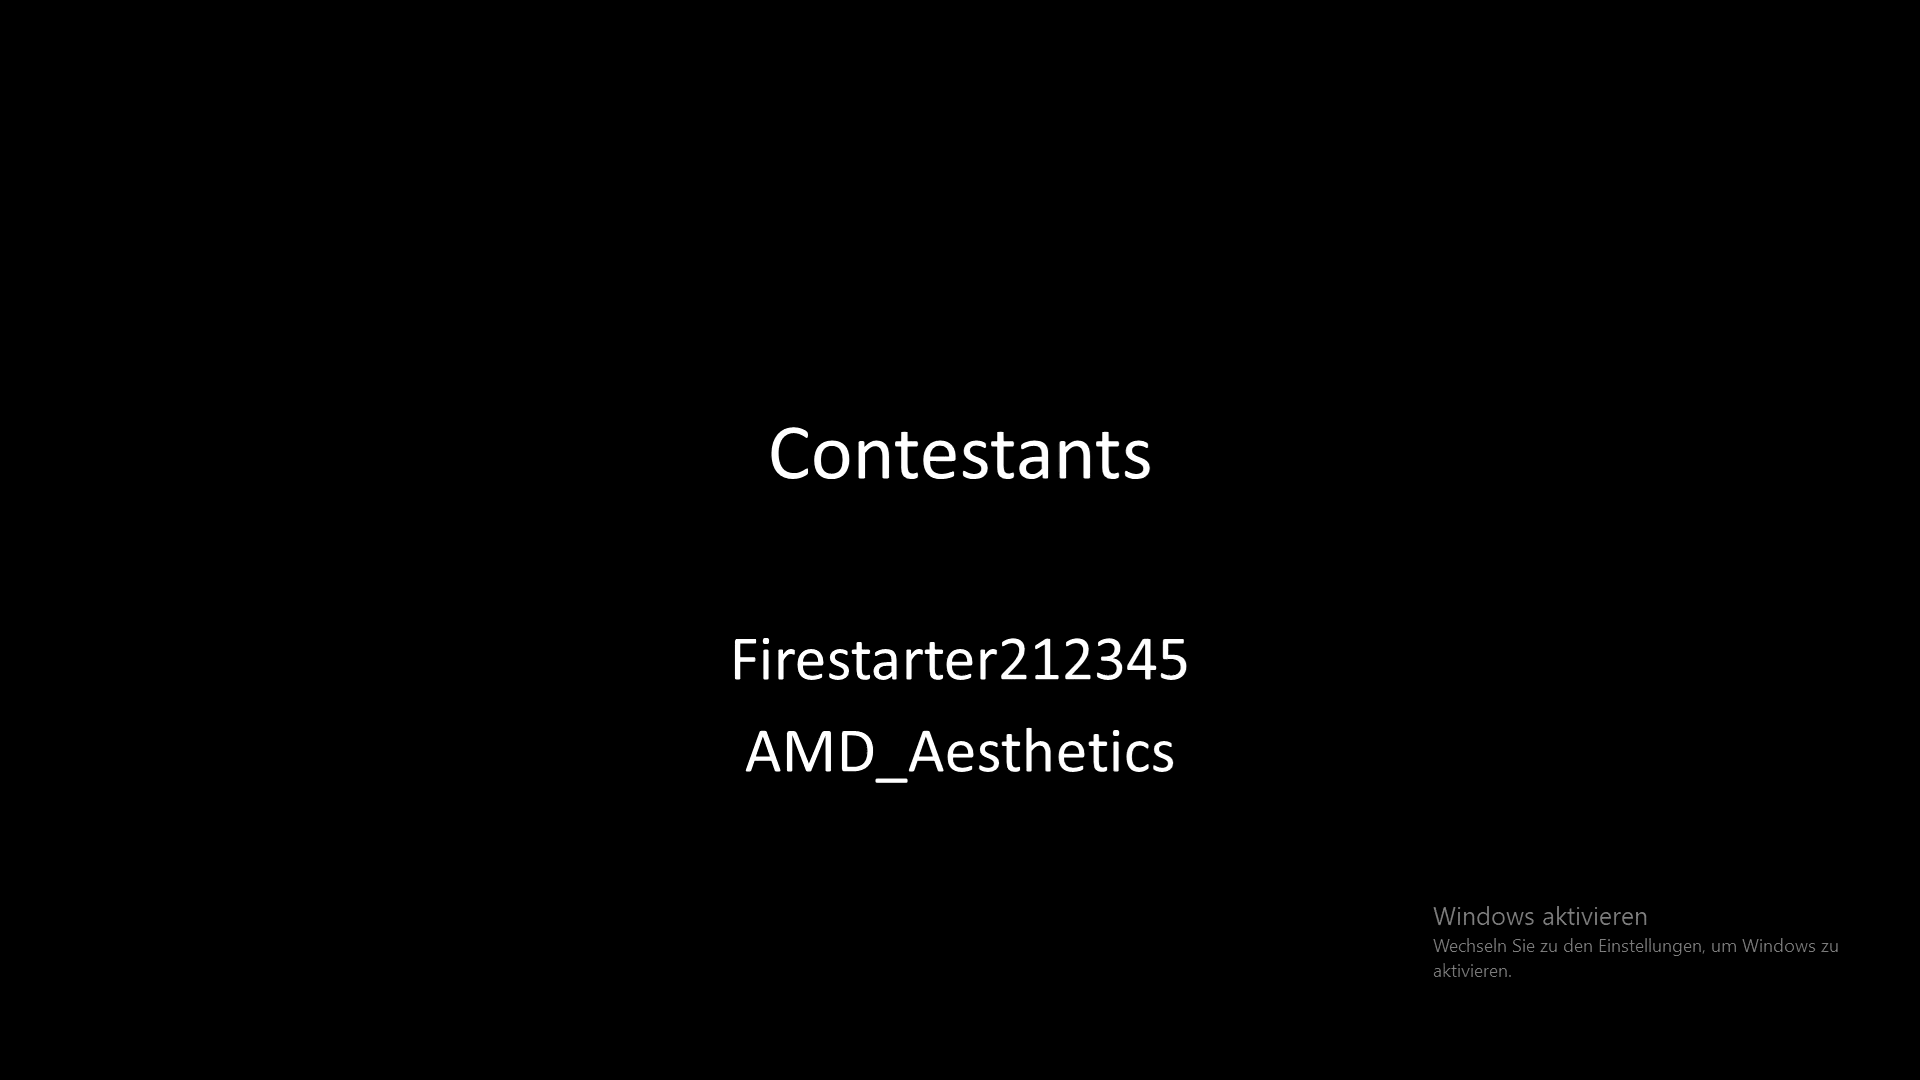 Contestants
Firestarter212345
AMD_Aesthetics
Windows aktivieren
Wechseln Sie zu den Einstellungen, um Windows zu
aktivieren.